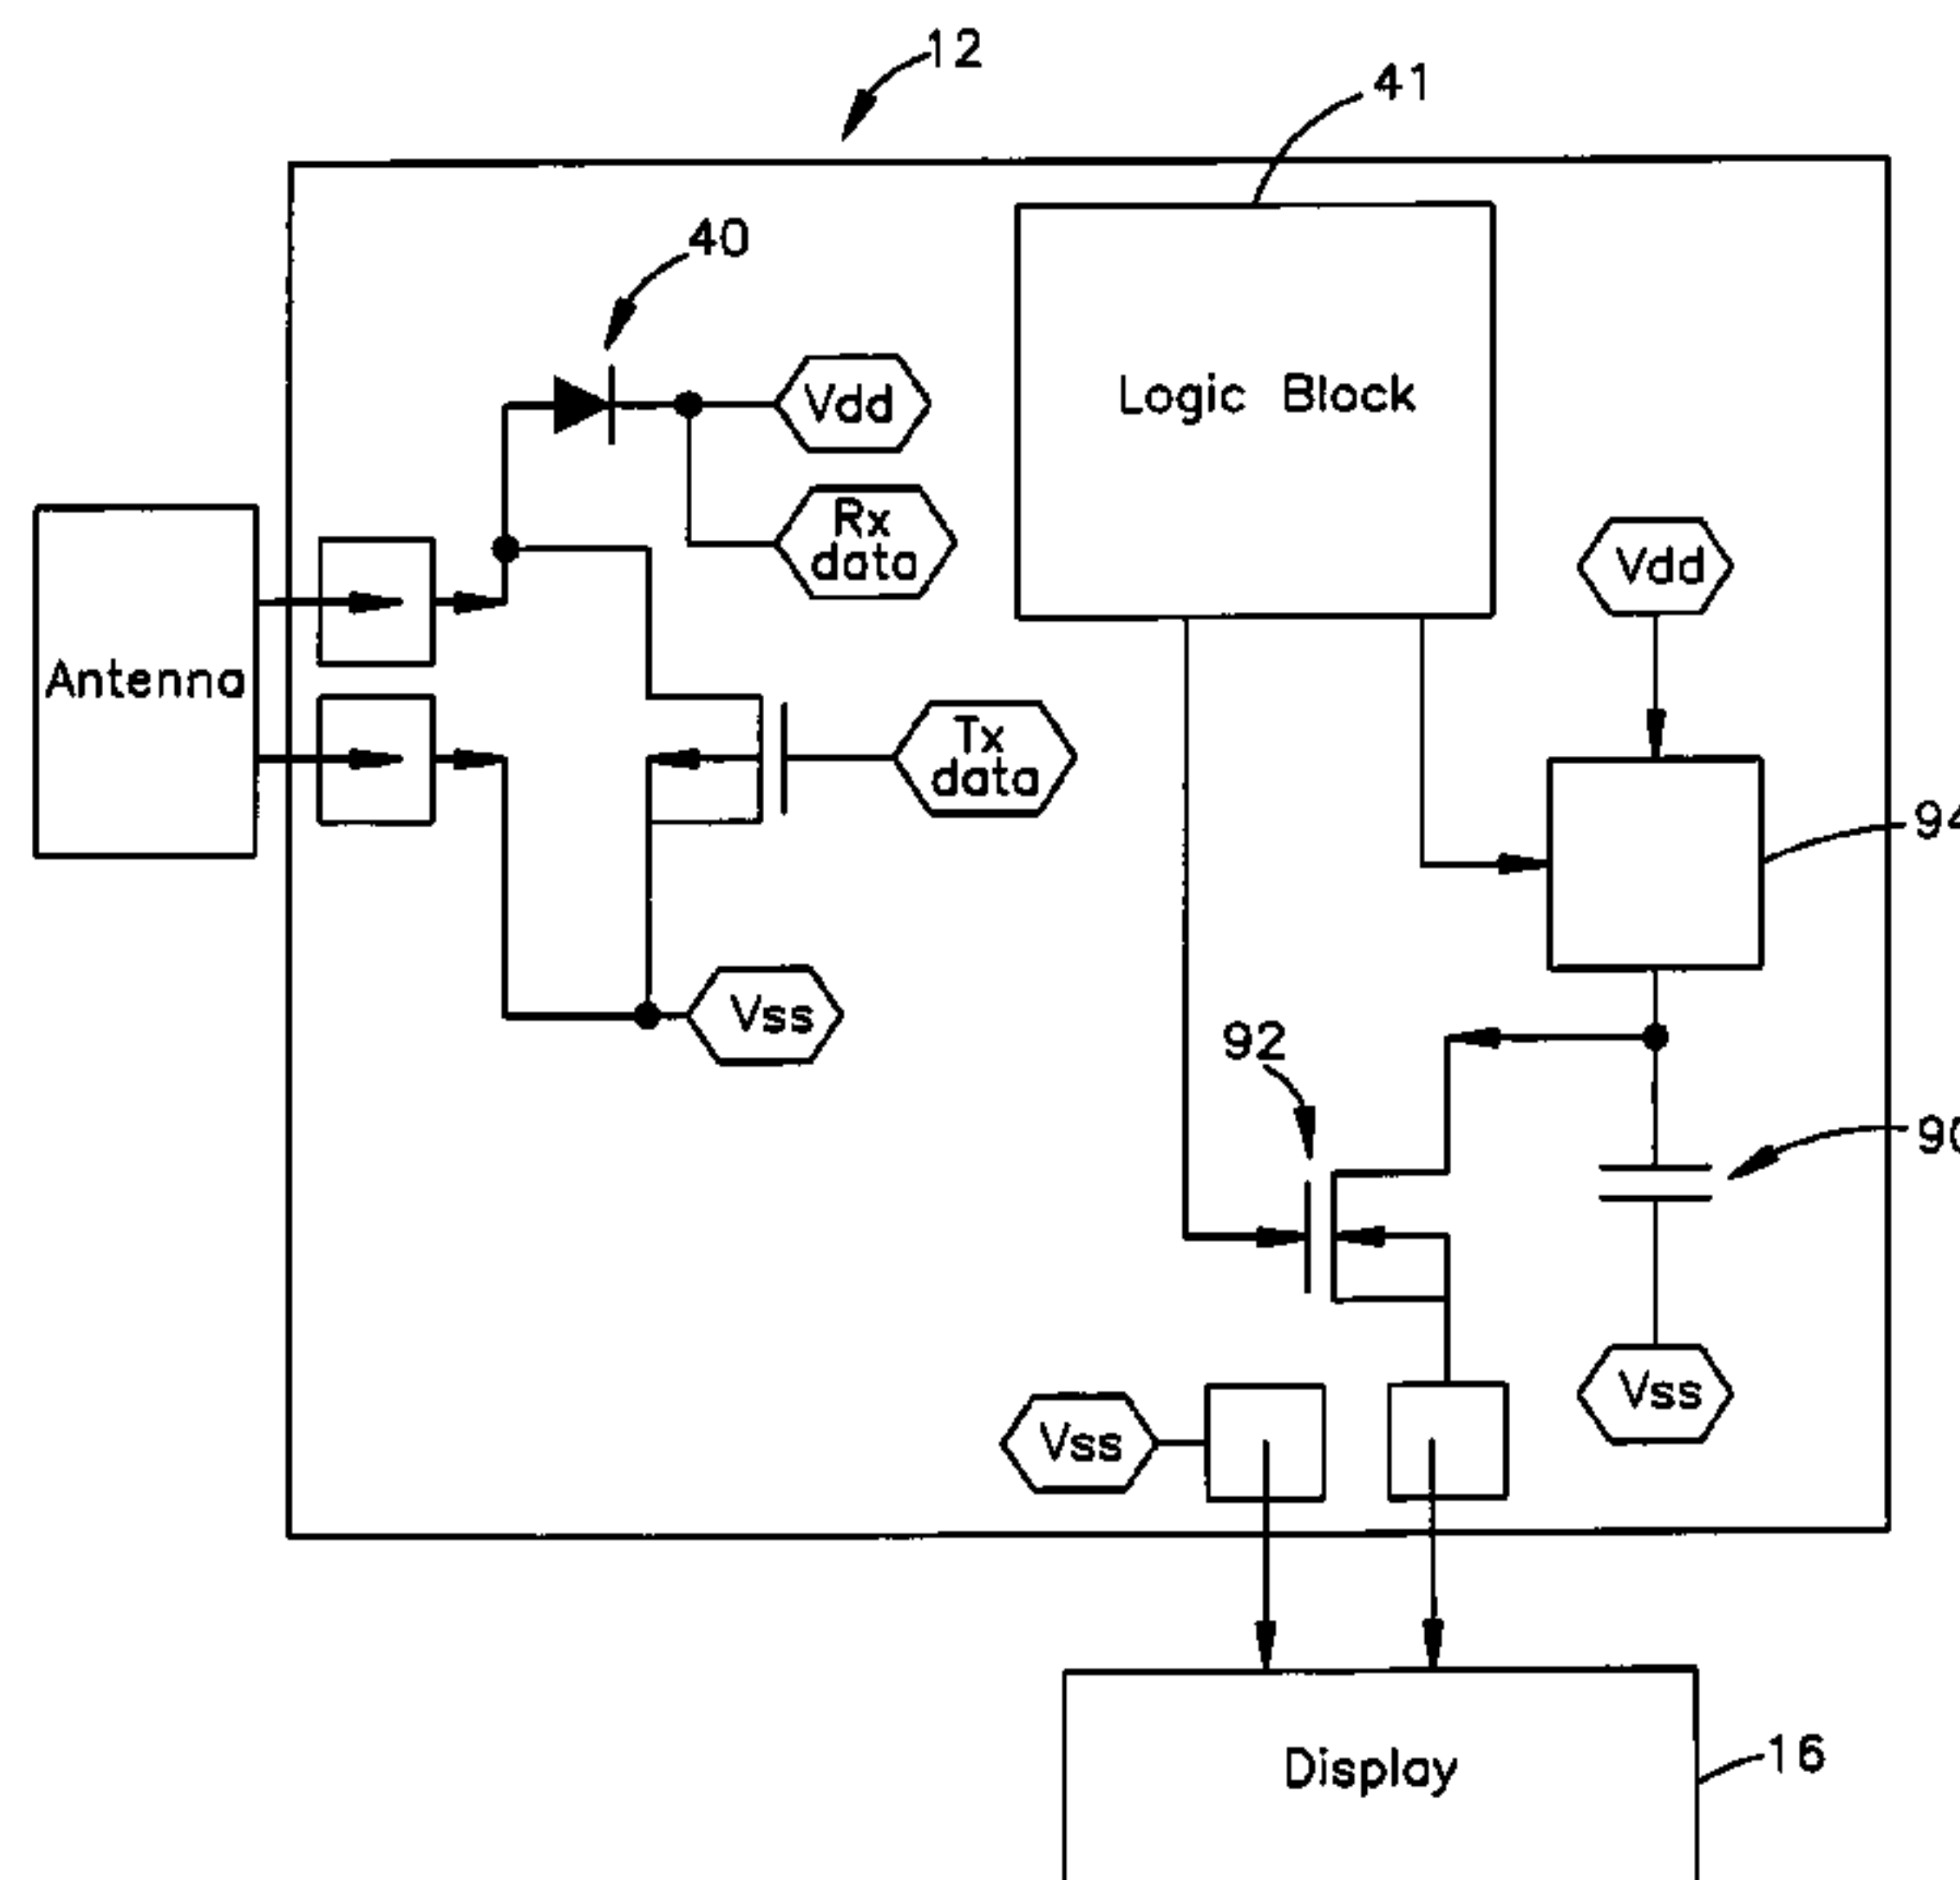 12
41
40
Vdd
Logic Block
Rx
data
Vdd
Antenna
Tx
data
94
Vss
92
90
Vss
Vss
Display
16